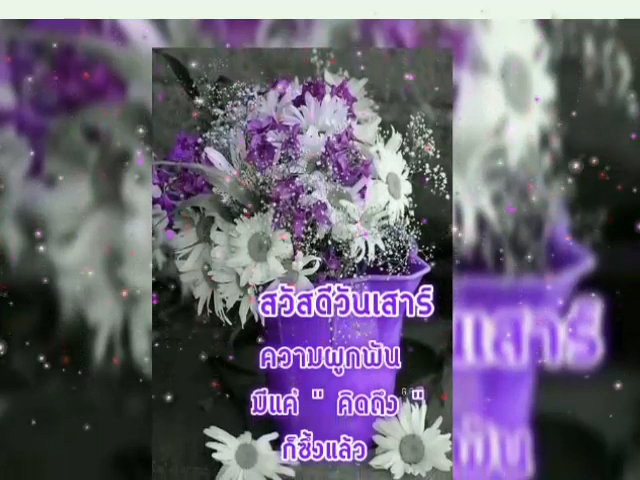 สวัสดีวันเสาร์
ความผูกพัน
มีแค่ " คิดถึง "
ก็ซึ้งแล้ว